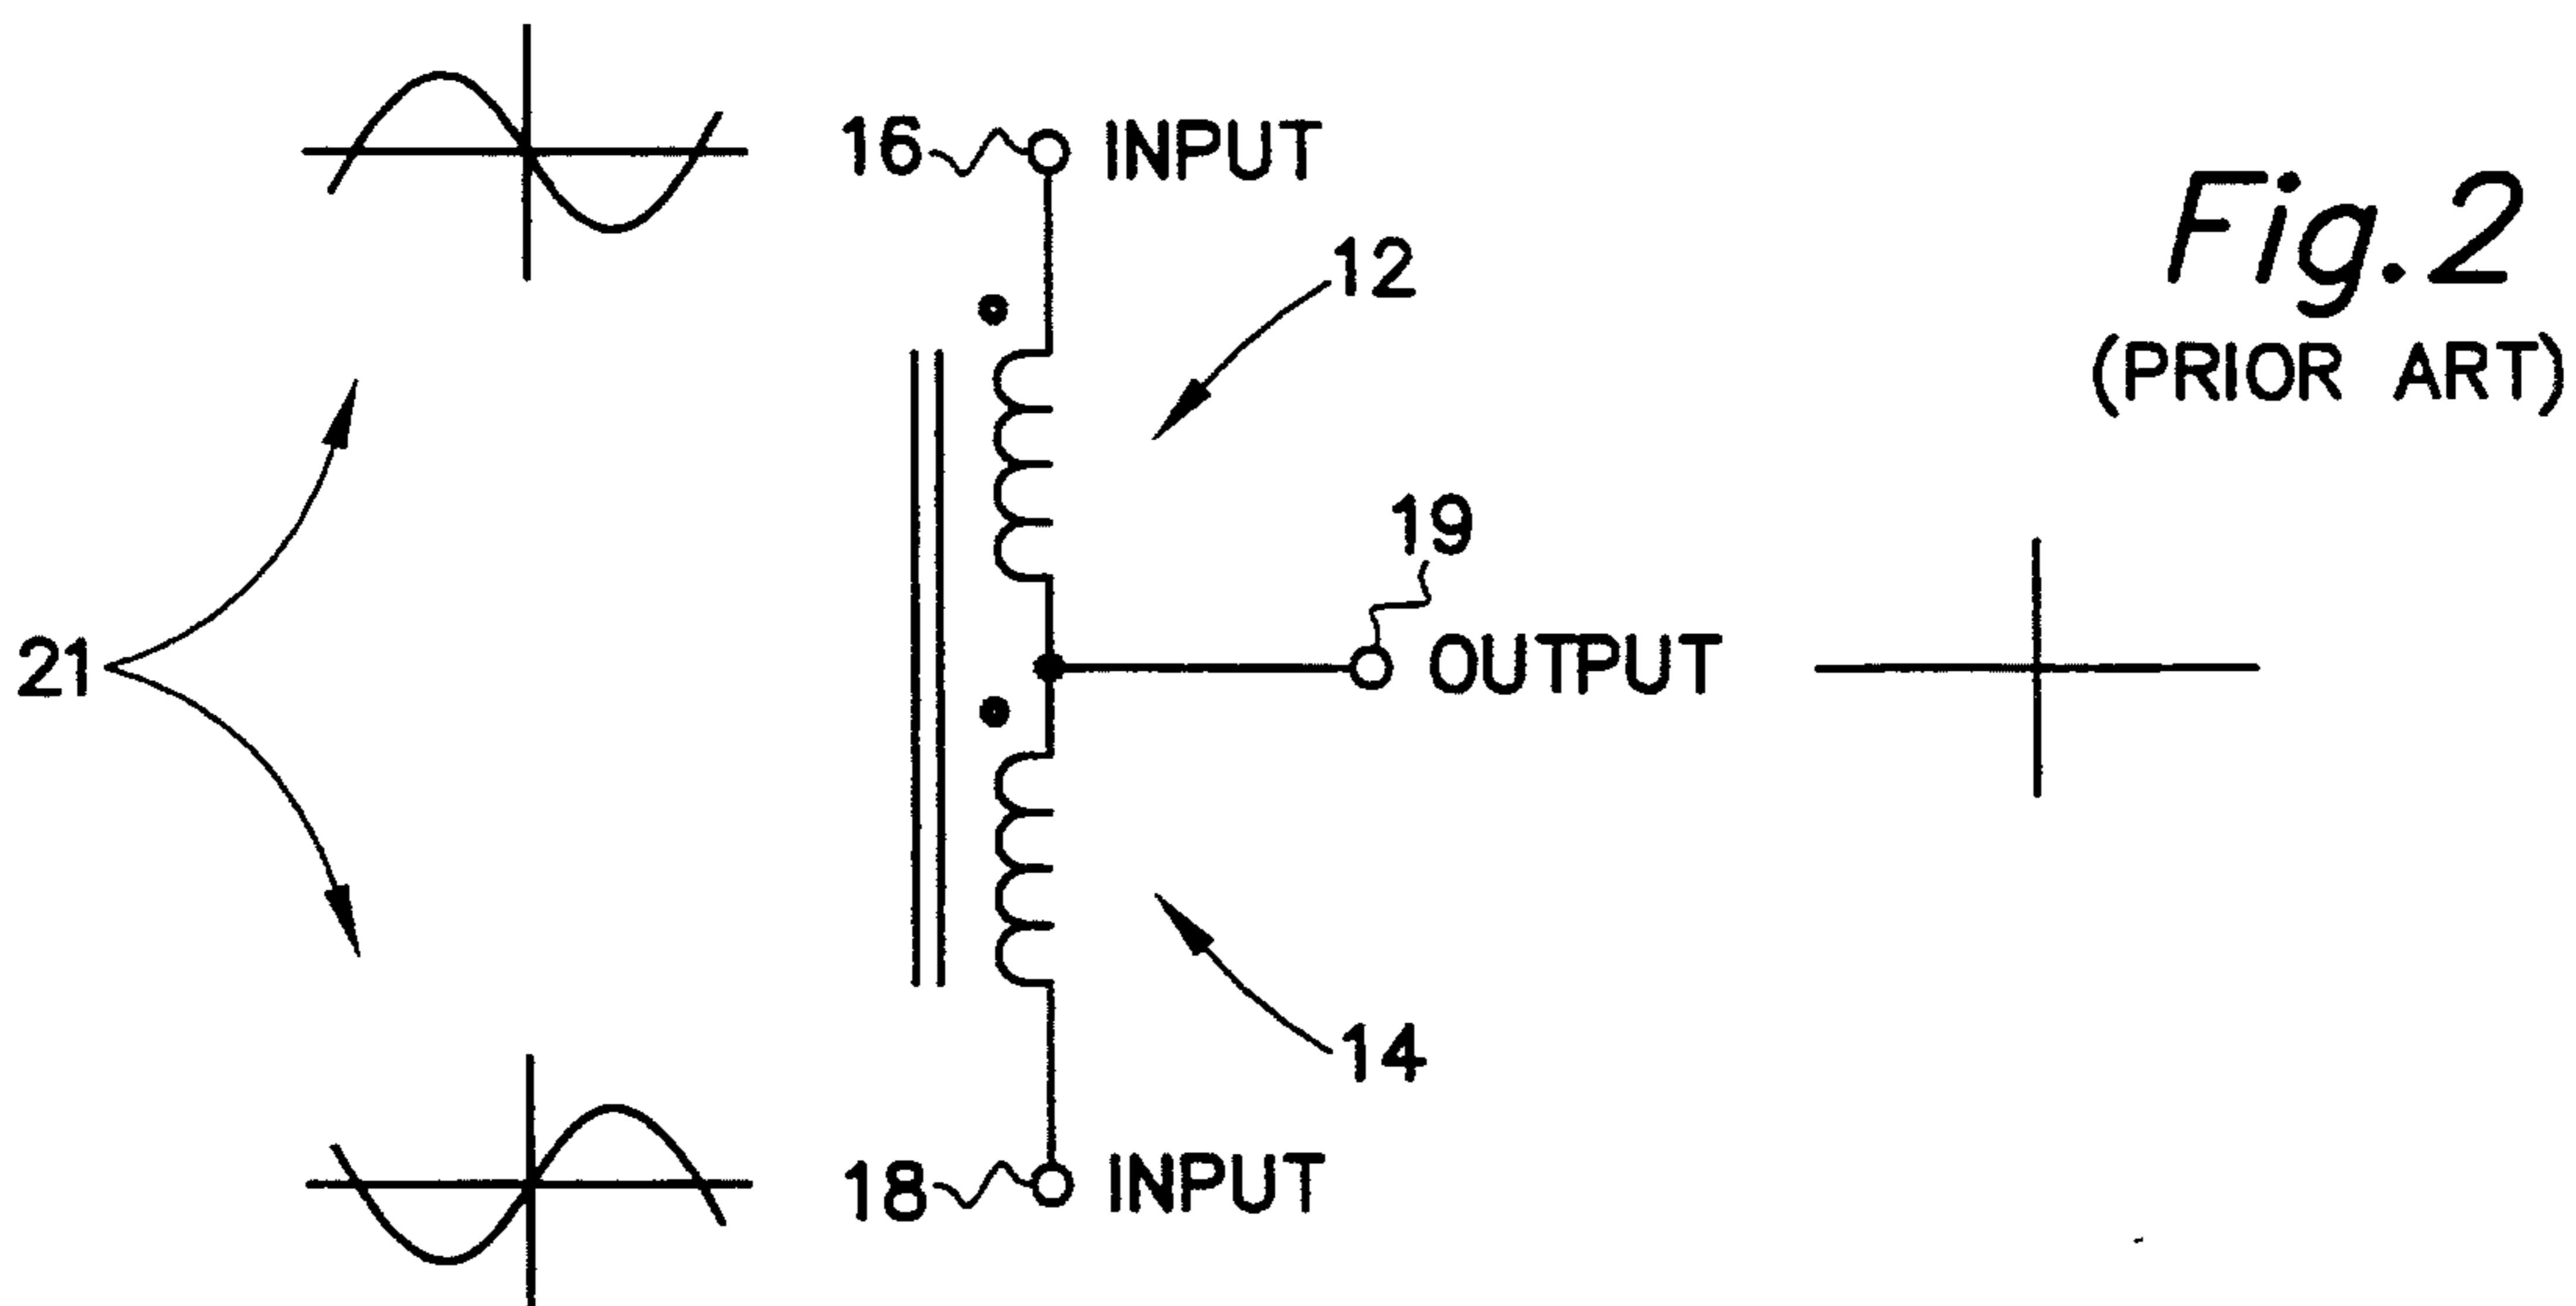 16 INPUT
Fig.2
(PRIOR ART)
12
19
21
OUTPUT
14
18 INPUT